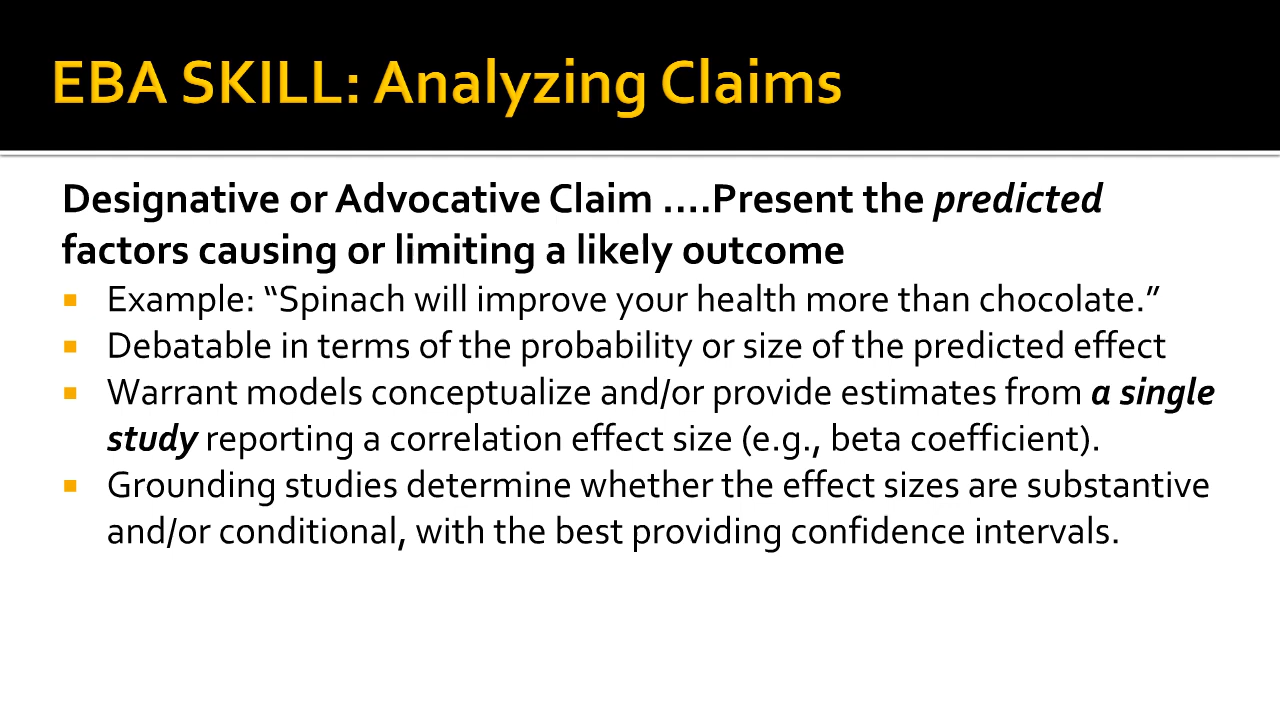 EBA SKILL: Analyzing Claims
Designative or Advocative Claim ....Present the predicted
factors causing or limiting a likely outcome
Example: “Spinach will improve your health more than chocolate.”
Debatable in terms of the probability or size of the predicted effect
Warrant models conceptualize and/or provide estimates from a single
study reporting a correlation effect size (e.g., beta coefficient).
Grounding studies determine whether the effect sizes are substantive
and/or conditional, with the best providing confidence intervals.